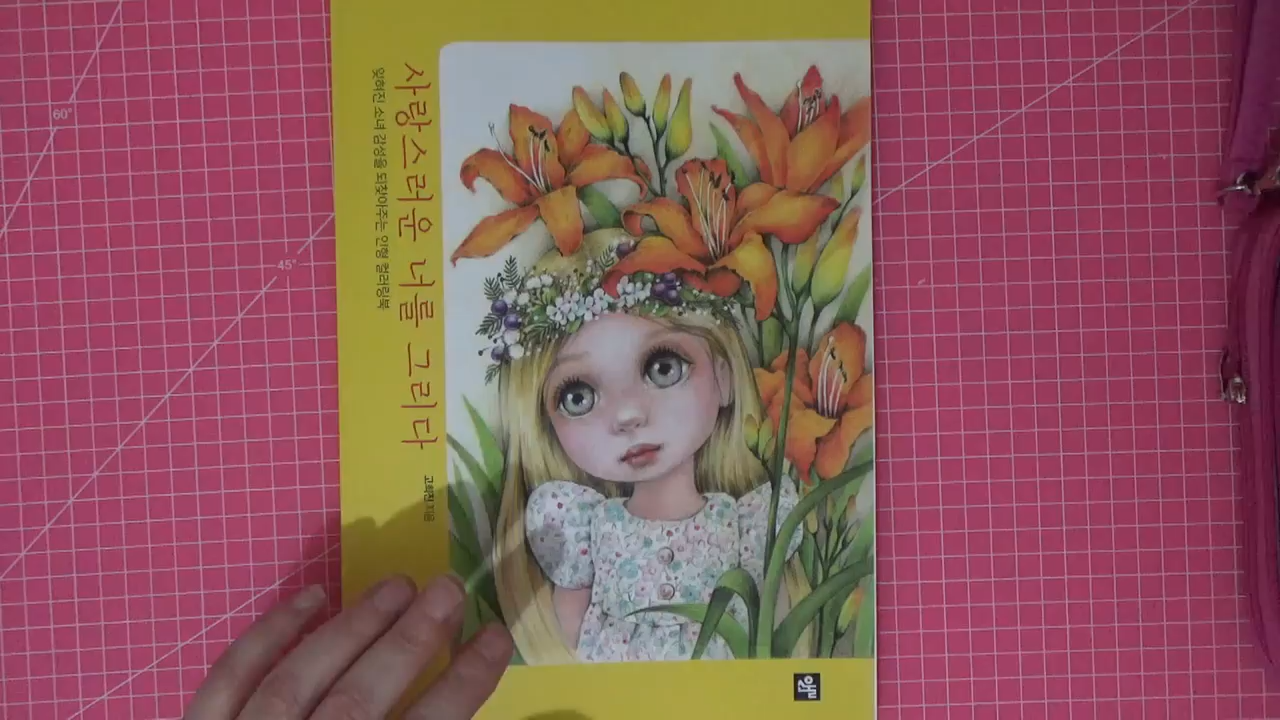 사랑스러운 너를 그리다
잊혀진 소녀 감성을 되찾아주는 인형 컬러링북
고희전 지음
60°
45°